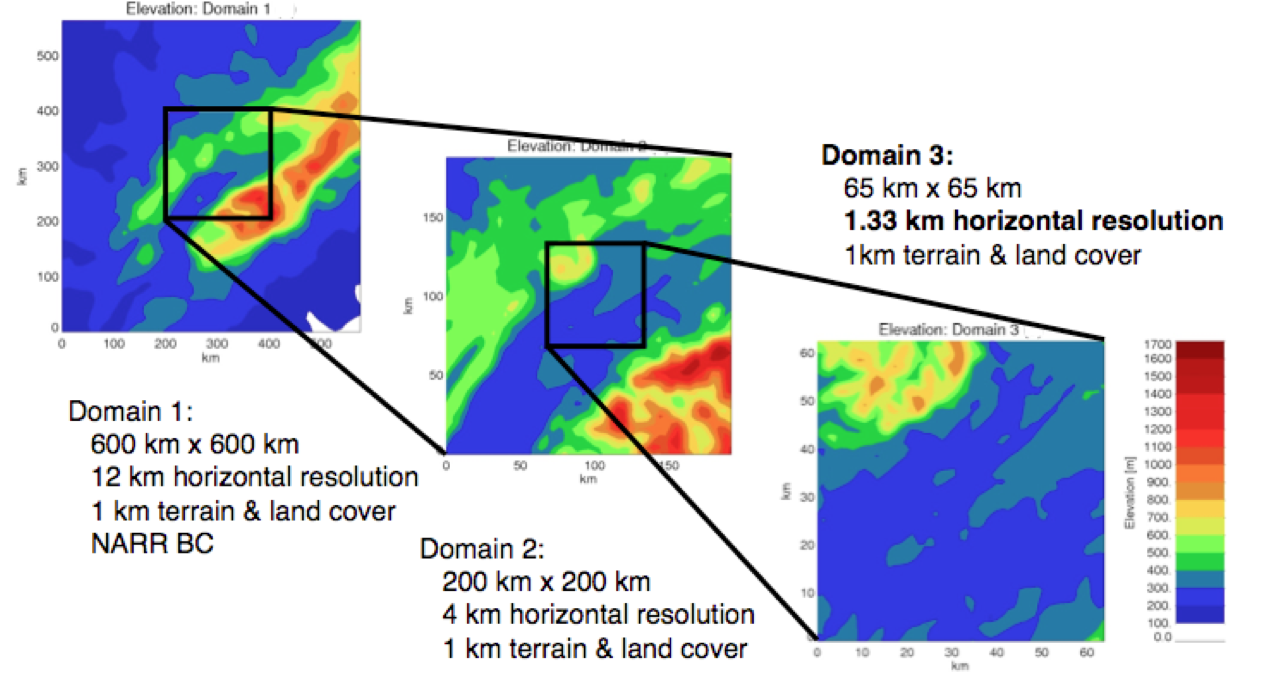 Elevation: Domain 1
500
400
300
200
100
0
km
0 100 200 300 400 500
km
Domain 1:
600 km x 600 km
12 km horizontal resolution
1 km terrain & land cover
NARR BC
Elevation: Domain 2
150
100
50
km
0 50 100 150
km
Domain 2:
200 km x 200 km
4 km horizontal resolution
1 km terrain & land cover
Domain 3:
65 km x 65 km
1.33 km horizontal resolution
1km terrain & land cover
Elevation: Domain 3
60
50
40
30
20
10
km
0 10 20 30 40 50 60
km
Elevation [m]
1700
1600
1500
1400
1300
1200
1100
1000
900.
800.
700.
600.
500.
400.
300.
200.
100.
0.0